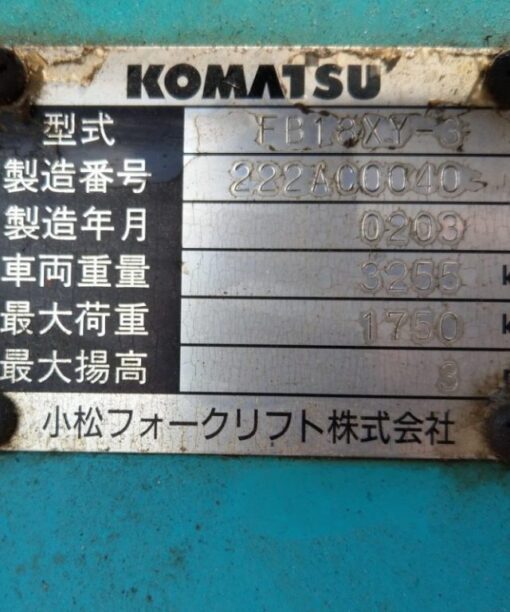 KOMATSU
型式 FB18XY-3
製造番号 222A00040
製造年月 0203
車両重量 3255 k
最大荷重 1750 k
最大揚高 3
小松フォークリフト株式会社